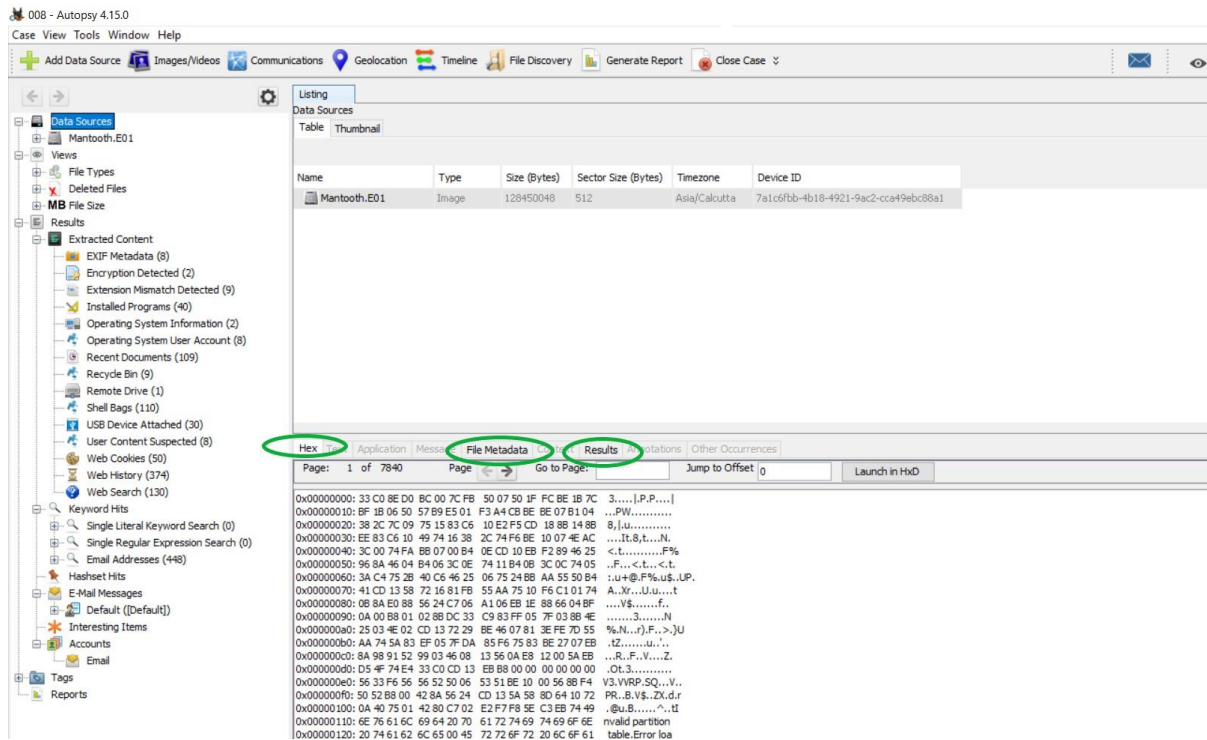 008 - Autopsy 4.15.0
Case View Tools Window Help
Add Data Source Images/Videos Communications Geolocation Timeline File Discovery Generate Report Close Case
Data Sources
Mantooth.E01
Views
File Types
Deleted Files
MB File Size
Results
Extracted Content
EXIF Metadata (8)
Encryption Detected (2)
Extension Mismatch Detected (9)
Installed Programs (40)
Operating System Information (2)
Operating System User Account (8)
Recent Documents (109)
Recycle Bin (9)
Remote Drive (1)
Shell Bags (110)
USB Device Attached (30)
User Content Suspected (8)
Web Cookies (50)
Web History (374)
Web Search (130)
Keyword Hits
Single Literal Keyword Search (0)
Single Regular Expression Search (0)
Email Addresses (448)
Hashset Hits
E-Mail Messages
Default ([Default])
Interesting Items
Accounts
Email
Tags
Reports
Listing
Data Sources
Table Thumbnail
Name Type Size (Bytes) Sector Size (Bytes) Timezone Device ID
Mantooth.E01 Image 128450048 512 Asia/Calcutta 7a1c6fbb-4b18-4921-9ac2-cca49ebc88a1
Hex Application File Metadata Results Other Occurrences
Page: 1 of 7840 Page Go to Page: Jump to Offset 0 Launch in HxD
0x00000000: 33 C0 8E D0 BC 00 7C FB 50 07 50 1F FC BE 1B 7C 3.....|.P.P....|
0x00000010: BF 1B 06 50 57 B9 E5 01 F3 A4 CB BE BE 07 B1 04 ...PW...........
0x00000020: 38 2C 7C 09 75 15 83 C6 10 E2 F5 CD 18 8B 14 8B 8,|.u...........
0x00000030: EE 83 C6 10 49 74 16 38 2C 74 F6 BE 10 07 4E AC ....It.8,t....N.
0x00000040: 3C 00 74 FA BB 07 00 B4 0E CD 10 EB F2 89 46 25 <.t...........F%
0x00000050: 96 8A 46 04 B4 06 3C 0E 74 11 B4 0B 3C 0C 74 05 ..F...<.t...<.t.
0x00000060: 3A C4 75 2B 40 C6 46 25 06 75 24 BB AA 55 50 B4 :.u+@.F%.u$..UP.
0x00000070: 41 CD 13 58 72 16 81 FB 55 AA 75 10 F6 C1 01 74 A..Xr...U.u....t
0x00000080: 0B 8A E0 88 56 24 C7 06 A1 06 EB 1E 88 66 04 BF ....V$.......f..
0x00000090: 0A 00 B8 01 02 8B DC 33 C9 83 FF 05 7F 03 8B 4E .......3.......N
0x000000a0: 25 03 4E 02 CD 13 72 29 BE 46 07 81 3E FE 7D 55 %.N...r).F..>.}U
0x000000b0: AA 74 5A 83 EF 05 7F DA 85 F6 75 83 BE 27 07 EB .tZ.......u..'..
0x000000c0: 8A 98 91 52 99 03 46 08 13 56 0A E8 12 00 5A EB ...R..F..V....Z.
0x000000d0: D5 4F 74 E4 33 C0 CD 13 EB B8 00 00 00 00 00 00 .Ot.3...........
0x000000e0: 56 33 F6 56 56 52 50 06 53 51 BE 10 00 56 8B F4 V3.VVRP.SQ...V..
0x000000f0: 50 52 B8 00 42 8A 56 24 CD 13 5A 58 8D 64 10 72 PR..B.V$..ZX.d.r
0x00000100: 0A 40 75 01 42 80 C7 02 E2 F7 F8 5E C3 EB 74 49 .@u.B......^..tI
0x00000110: 6E 76 61 6C 69 64 20 70 61 72 74 69 74 69 6F 6E nvalid partition
0x00000120: 20 74 61 62 6C 65 00 45 72 72 6F 72 20 6C 6F 61 table.Error loa